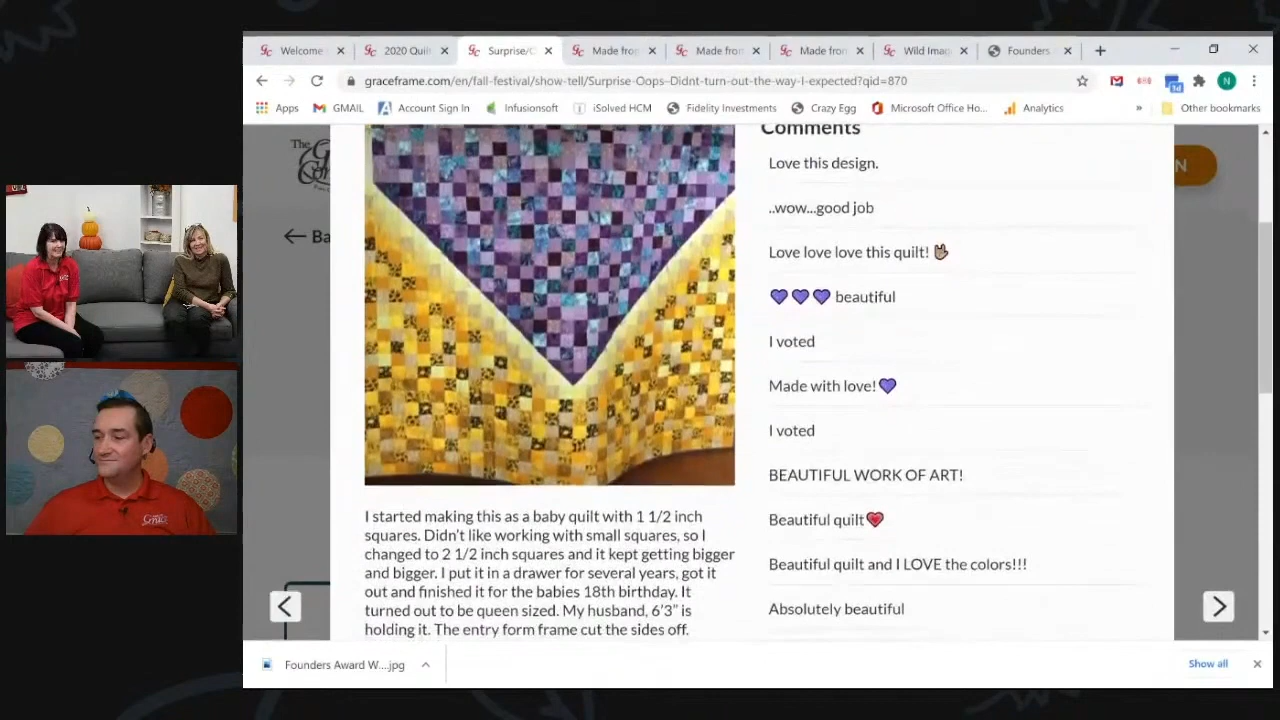 Welcome
2020 Quil
Surprise/O
Made fro
Made fro
Made fro
Wild Imag
Founders
graceframe.com/en/fall-festival/show-tell/Surprise-Oops-Didnt-turn-out-the-way-I-expected?qid=870
N
Apps
GMAIL
Account Sign In
Infusionsoft
iSolved HCM
Fidelity Investments
Crazy Egg
Microsoft Office Ho...
Analytics
»
Other bookmarks
The
N
← Ba
Comments
Love this design.
..wow...good job
Love love love this quilt! ✌🏽
💜 💜 💜 beautiful
I voted
Made with love!💜
I voted
BEAUTIFUL WORK OF ART!
Beautiful quilt💗
Beautiful quilt and I LOVE the colors!!!
Absolutely beautiful
I started making this as a baby quilt with 1 1/2 inch
squares. Didn't like working with small squares, so I
changed to 2 1/2 inch squares and it kept getting bigger
and bigger. I put it in a drawer for several years, got it
out and finished it for the babies 18th birthday. It
turned out to be queen sized. My husband, 6'3" is
holding it. The entry form frame cut the sides off.
Founders Award W....jpg
Show all
Grace